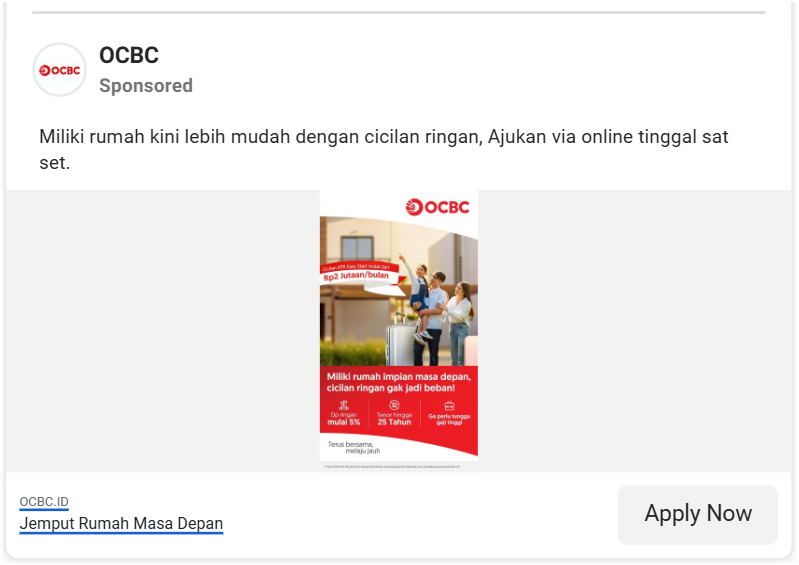 OCBC
OCBC
Sponsored
Miliki rumah kini lebih mudah dengan cicilan ringan, Ajukan via online tinggal sat
set.
OCBC
Cicilan KPR Easy Start mulai dari
Rp2 Jutaan/bulan
Miliki rumah impian masa depan,
cicilan ringan gak jadi beban!
Dp ringan
mulai 5%
Tenor hingga
25 Tahun
Ga perlu tunggu
gaji tinggi
Terus bersama,
melaju jauh
OCBC.ID
Jemput Rumah Masa Depan
Apply Now